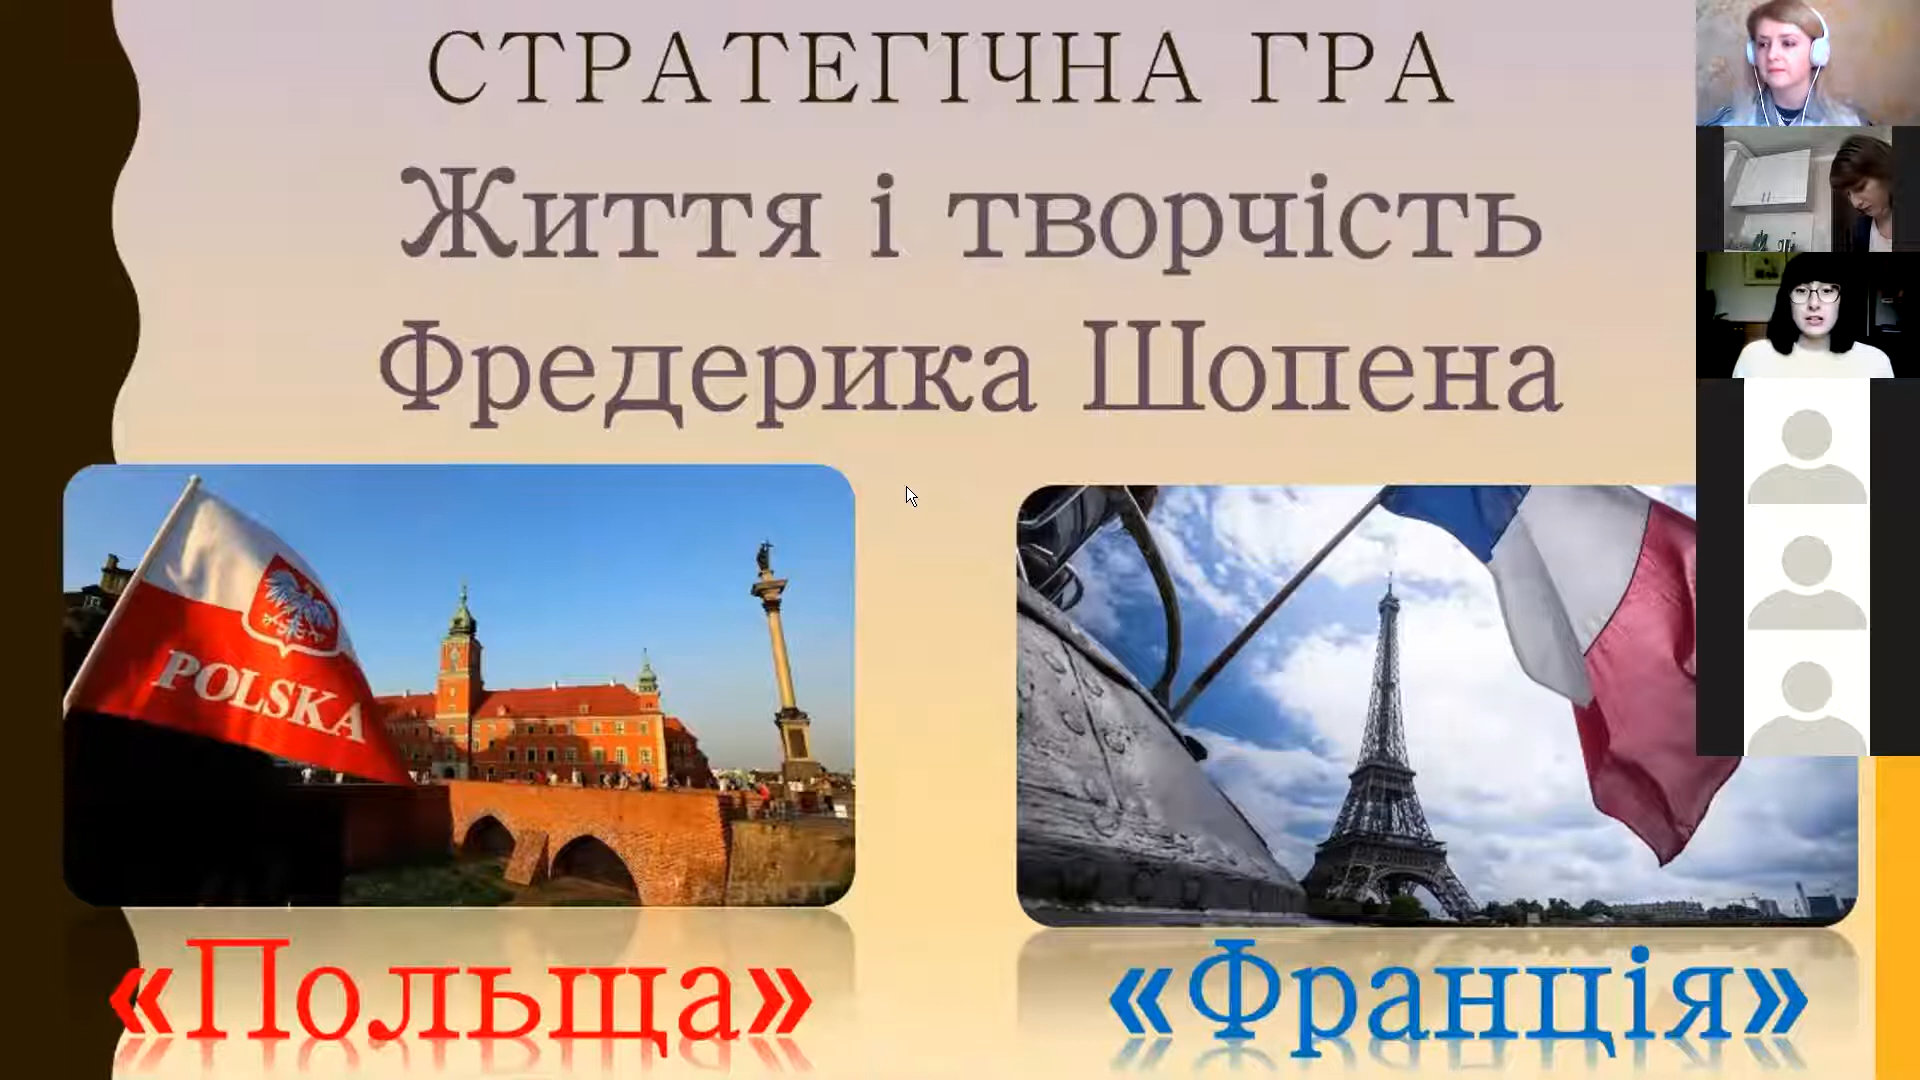 СТРАТЕГІЧНА ГРА
Життя і творчість
Фредерика Шопена
POLSKA
«Польща»
«Франція»